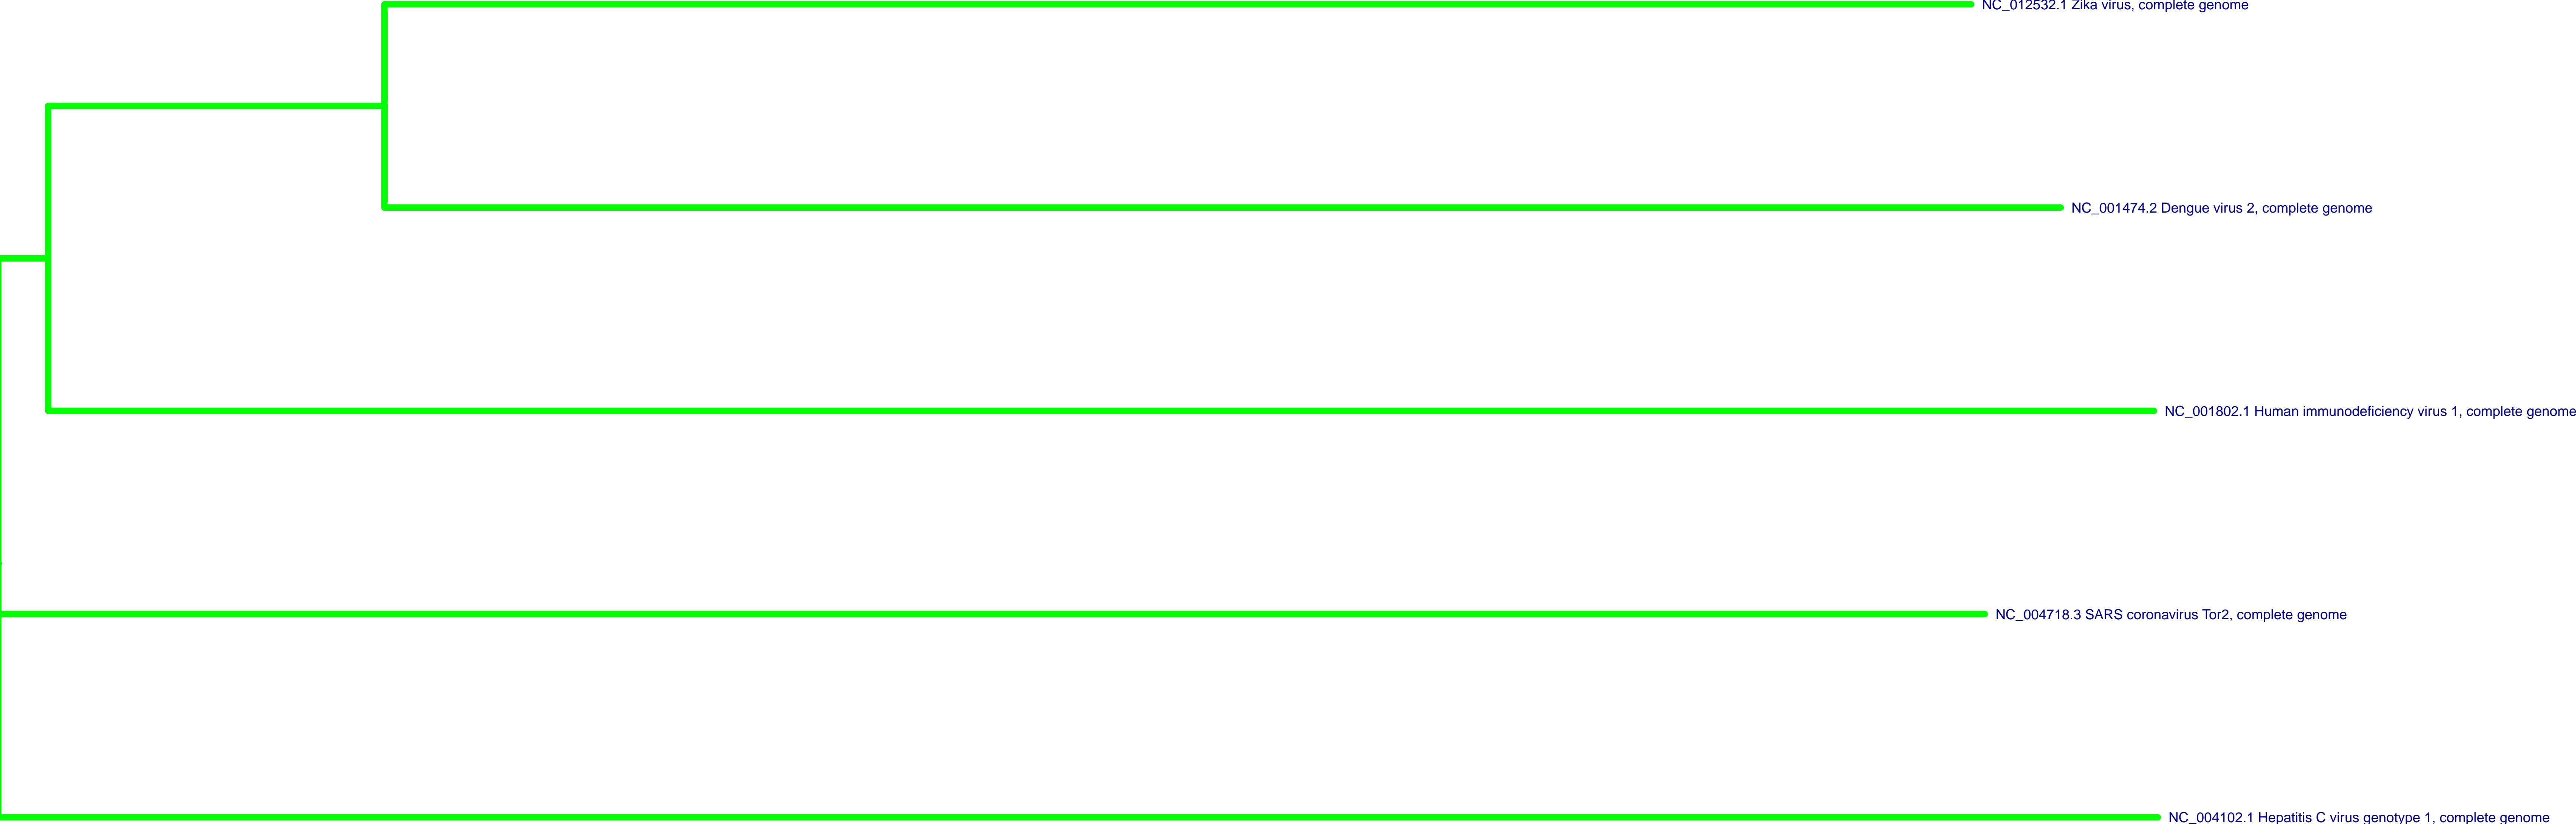 NC_012532.1 Zika virus, complete genome
NC_001474.2 Dengue virus 2, complete genome
NC_001802.1 Human immunodeficiency virus 1, complete genome
NC_004718.3 SARS coronavirus Tor2, complete genome
NC_004102.1 Hepatitis C virus genotype 1, complete genome